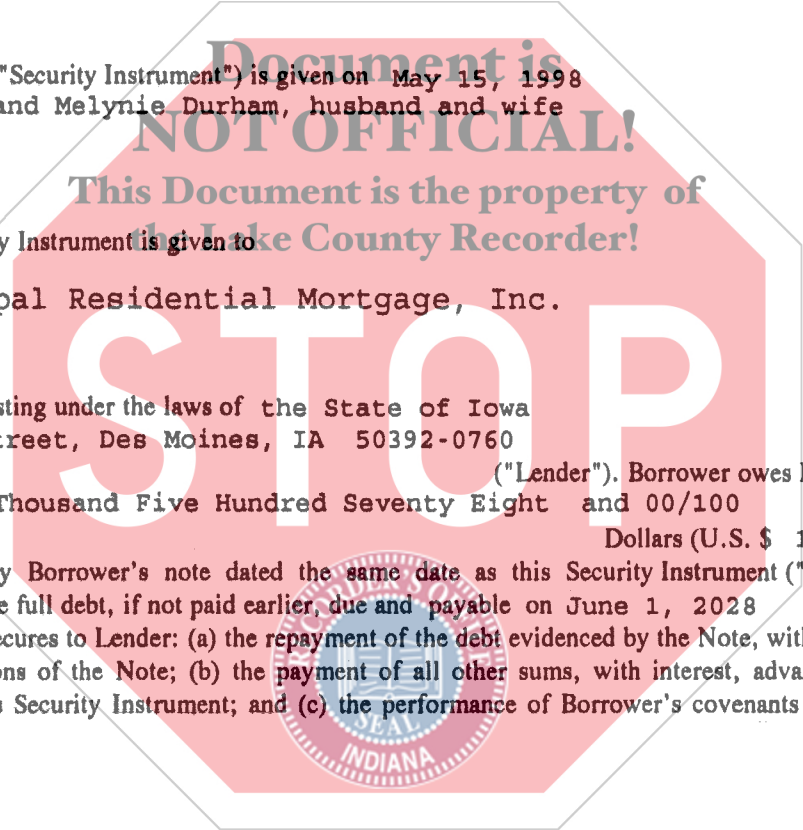 Document is
"Security Instrument") is given on May 15, 1998
and Melynie Durham, husband and wife
NOT OFFICIAL!
This Document is the property of
the Lake County Recorder!
y Instrument is given to
pal Residential Mortgage, Inc.
STOP
sting under the laws of the State of Iowa
treet, Des Moines, IA 50392-0760
("Lender"). Borrower owes
Thousand Five Hundred Seventy Eight and 00/100
Dollars (U.S. $ 1
y Borrower's note dated the same date as this Security Instrument ("
e full debt, if not paid earlier, due and payable on June 1, 2028
ecures to Lender: (a) the repayment of the debt evidenced by the Note, with
ons of the Note; (b) the payment of all other sums, with interest, adva
s Security Instrument; and (c) the performance of Borrower's covenants
RECORDER'S OFFICE
SEAL
INDIANA